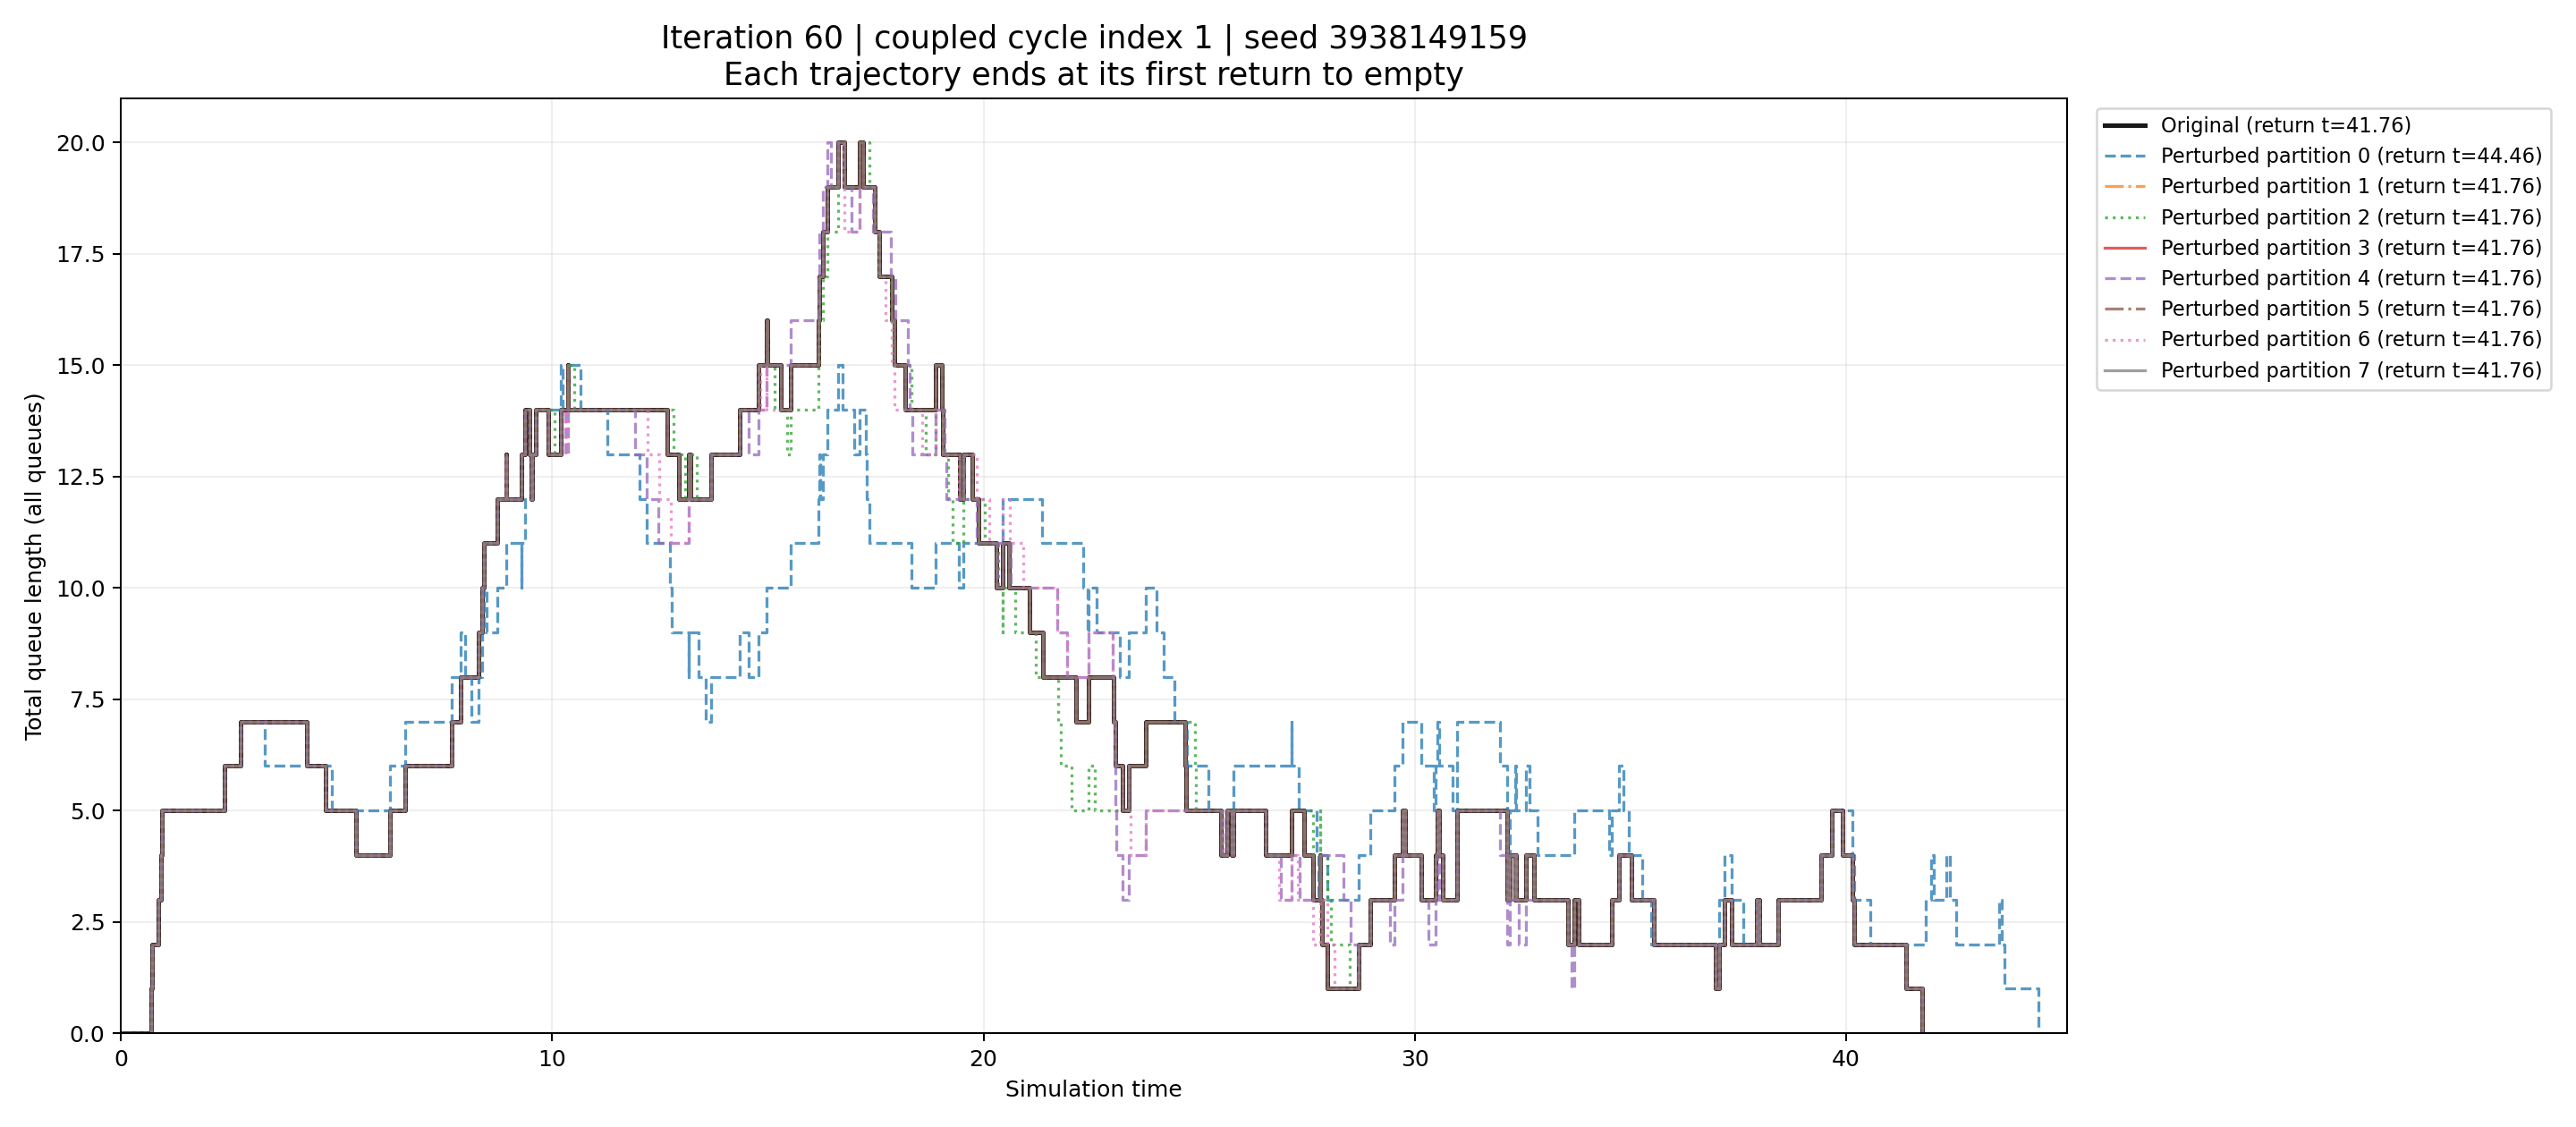 Iteration 60 | coupled cycle index 1 | seed 3938149159
Each trajectory ends at its first return to empty
Total queue length (all queues)
20.0
17.5
15.0
12.5
10.0
7.5
5.0
2.5
0.0
0 10 20 30 40
Simulation time
Original (return t=41.76)
Perturbed partition 0 (return t=44.46)
Perturbed partition 1 (return t=41.76)
Perturbed partition 2 (return t=41.76)
Perturbed partition 3 (return t=41.76)
Perturbed partition 4 (return t=41.76)
Perturbed partition 5 (return t=41.76)
Perturbed partition 6 (return t=41.76)
Perturbed partition 7 (return t=41.76)